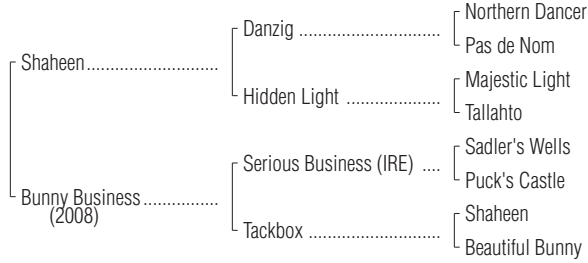 Northern Dancer
Danzig ..............................
Pas de Nom
Shaheen............................
Majestic Light
Hidden Light ....................
Tallahto
Sadler's Wells
Serious Business (IRE) ....
Puck's Castle
Bunny Business................
(2008)
Shaheen
Tackbox ............................
Beautiful Bunny